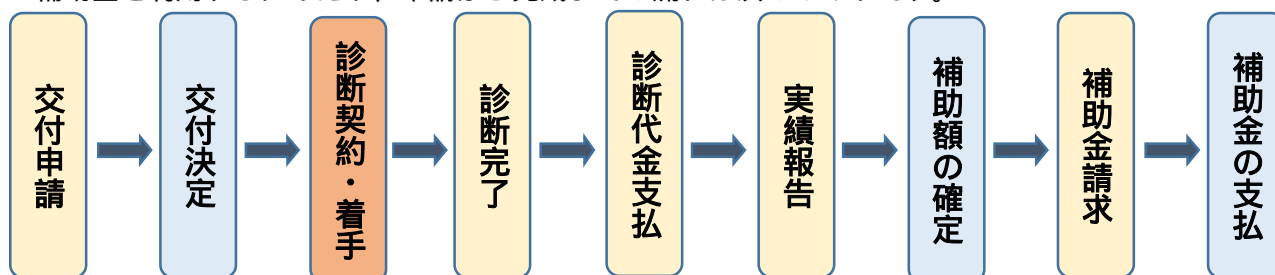 交付申請
交付決定
診断契約・着手
診断完了
診断代金支払
実績報告
補助額の確定
補助金請求
補助金の支払